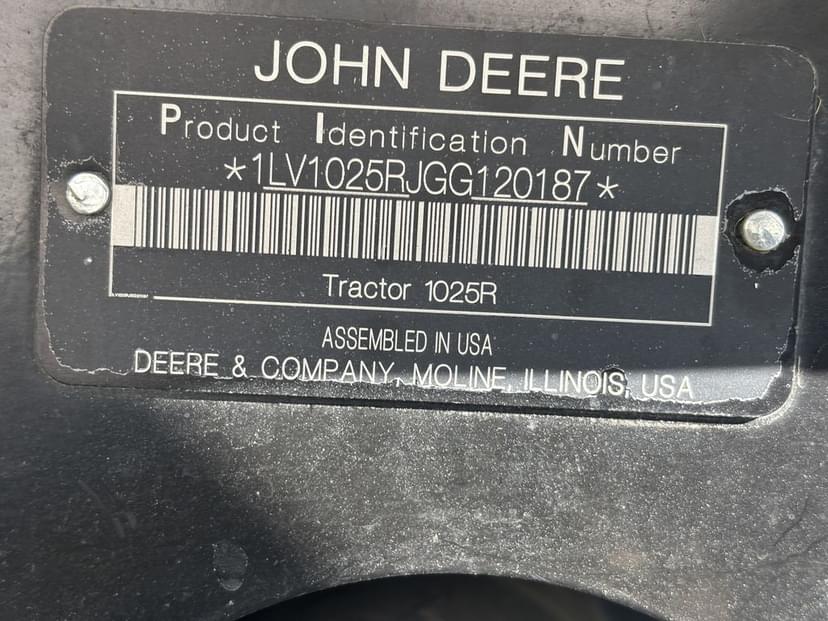 JOHN DEERE
Product Identification Number
*1LV1025RJGG120187*
Tractor 1025R
ASSEMBLED IN USA
DEERE & COMPANY, MOLINE, ILLINOIS, USA